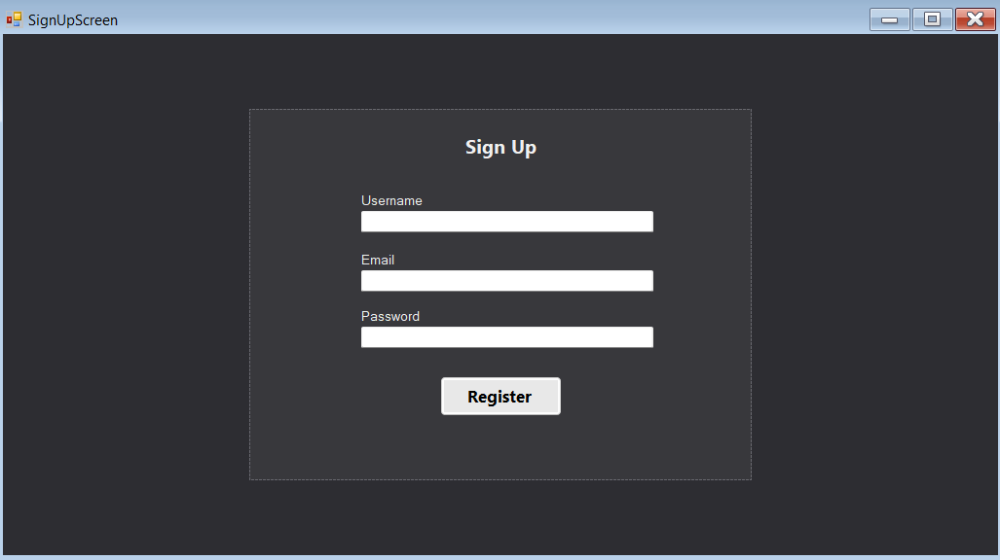 SignUpScreen
Sign Up
Username
Email
Password
Register